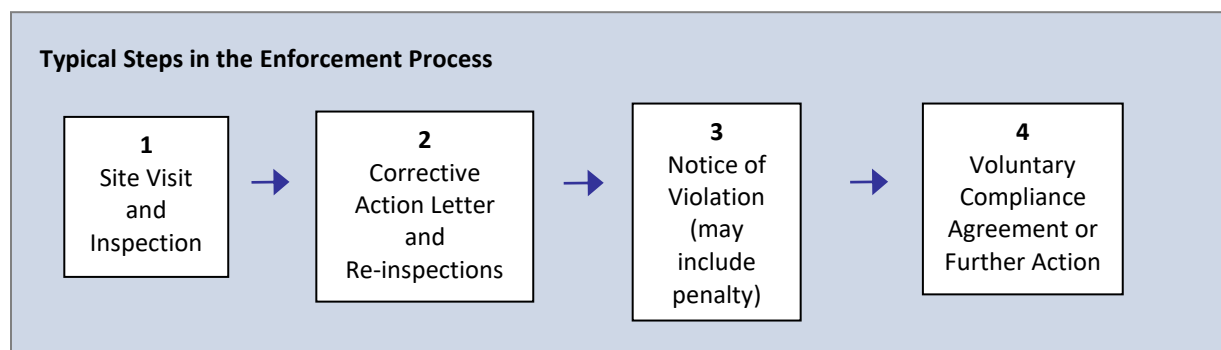 Typical Steps in the Enforcement Process
1
Site Visit
and
Inspection
2
Corrective
Action Letter
and
Re-inspections
3
Notice of
Violation
(may
include
penalty)
4
Voluntary
Compliance
Agreement or
Further Action